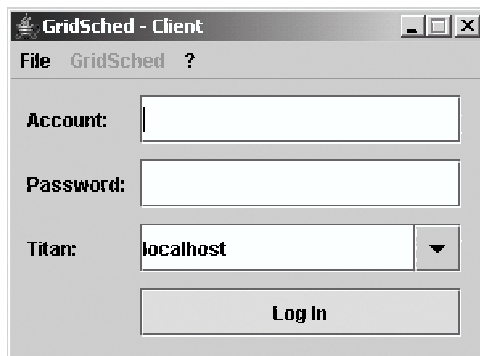 GridSched - Client
File GridSched ?
Account:
Password:
Titan: localhost
Log In